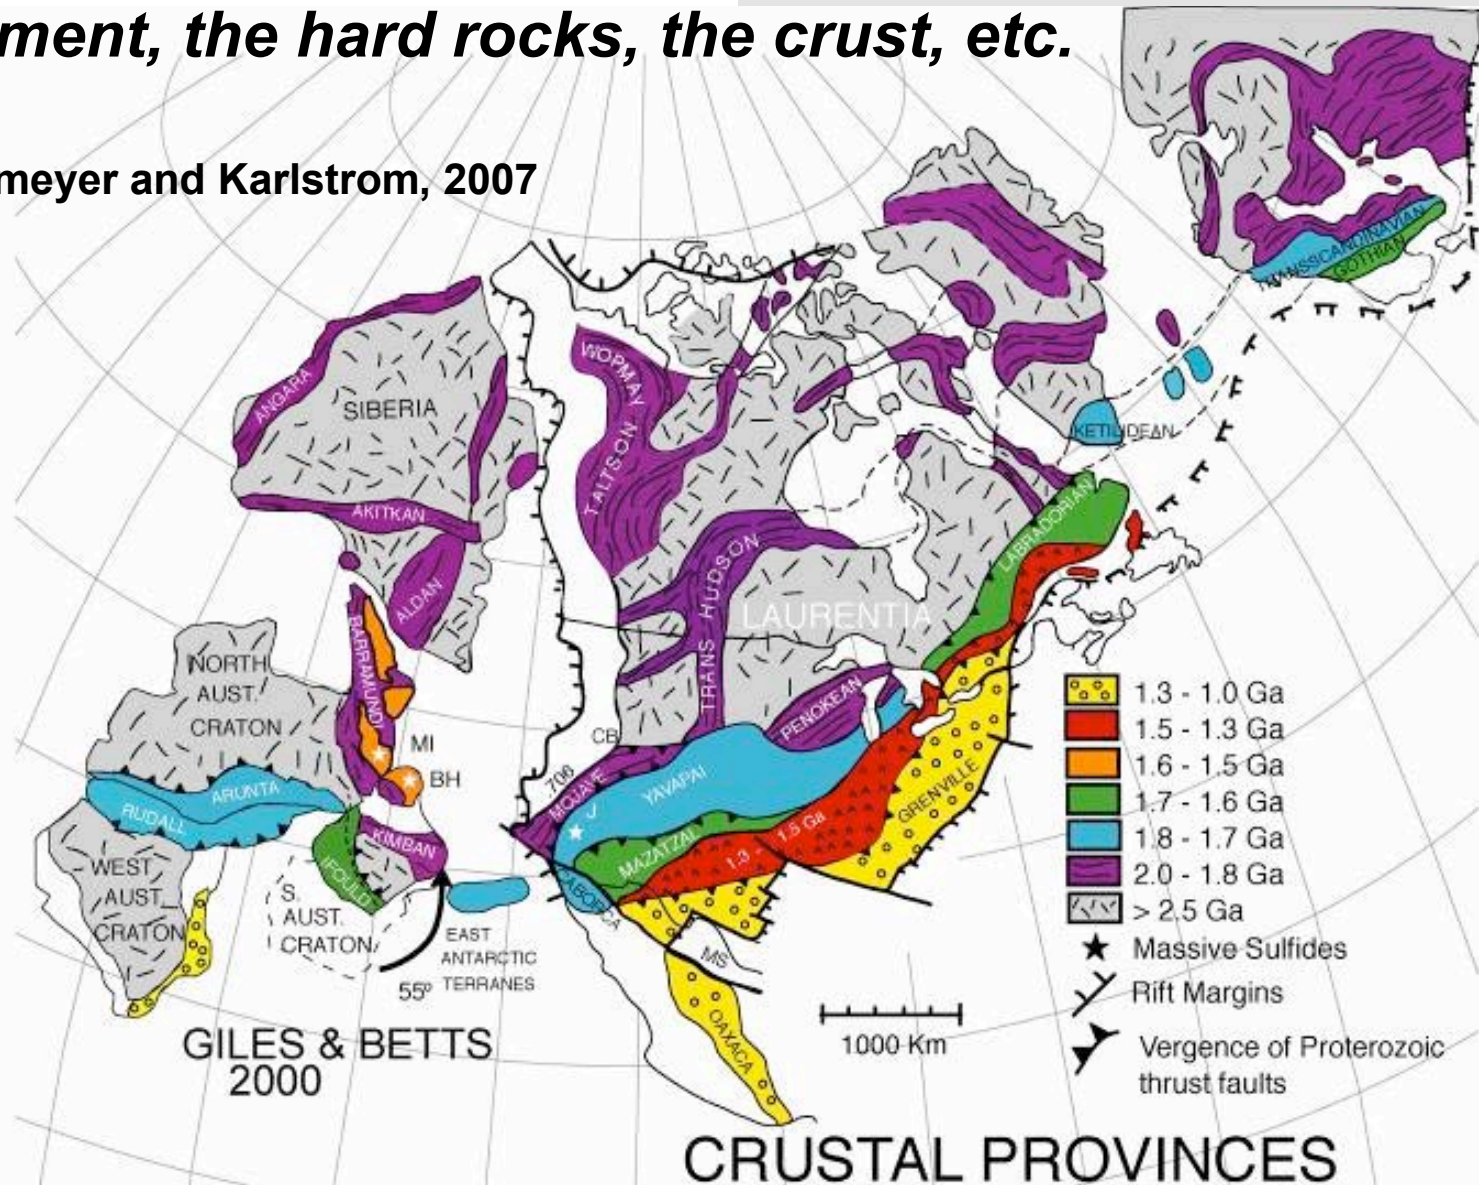 ment, the hard rocks, the crust, etc.
meyer and Karlstrom, 2007
TRANSSCANDINAVIAN
GOTHIAN
WOPMAY
ANGARA
SIBERIA
TALTSON
KETILIDEAN
AKITKAN
LABRADORIAN
TRANS HUDSON
ALDAN
LAURENTIA
BARRAMUNDI
NORTH
AUST.
CRATON
PENOKEAN
CB
MI
BH
706
MOJAVE
YAVAPAI
J
ARUNTA
RUDALL
GRENVILLE
KIMBAN
IFOULD
MAZATZAL
1.3 - 1.5 Ga
WEST
AUST.
CRATON
S.
AUST.
CRATON
CABORCA
EAST
ANTARCTIC
TERRANES
55º
MS
OAXACA
1.3 - 1.0 Ga
1.5 - 1.3 Ga
1.6 - 1.5 Ga
1.7 - 1.6 Ga
1.8 - 1.7 Ga
2.0 - 1.8 Ga
> 2.5 Ga
Massive Sulfides
Rift Margins
Vergence of Proterozoic
thrust faults
1000 Km
GILES & BETTS
2000
CRUSTAL PROVINCES